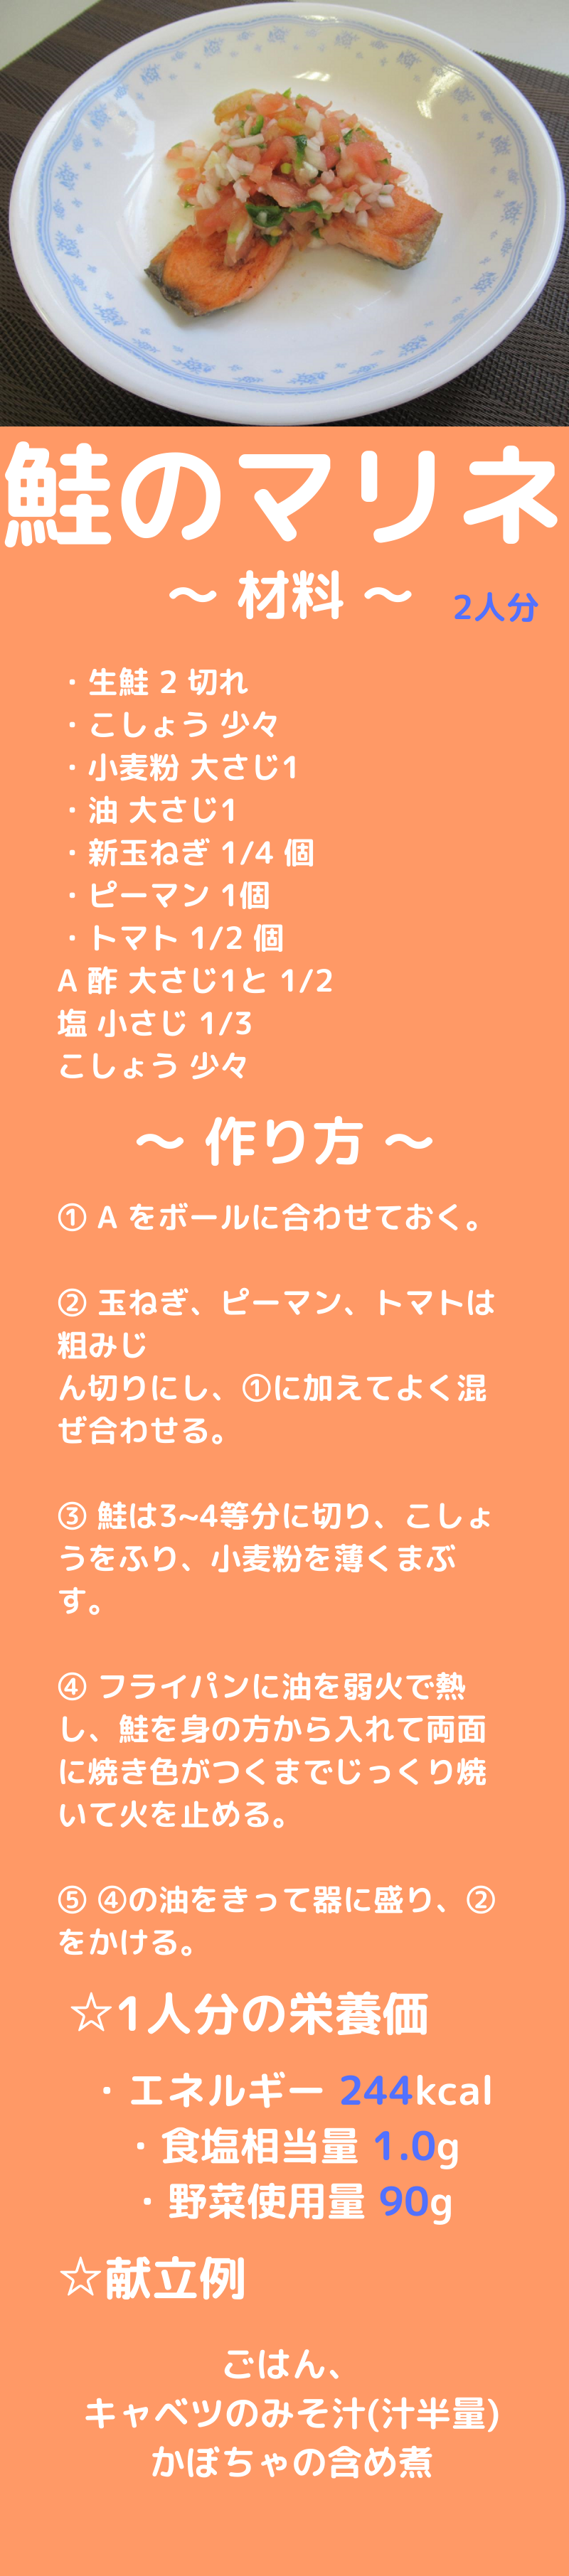 鮭のマリネ
～ 材料 ～
2人分
・生鮭 2 切れ
・こしょう 少々
・小麦粉 大さじ1
・油 大さじ1
・新玉ねぎ 1/4 個
・ピーマン 1個
・トマト 1/2 個
A 酢 大さじ1と 1/2
塩 小さじ 1/3
こしょう 少々
～ 作り方 ～
① A をボールに合わせておく。
② 玉ねぎ、ピーマン、トマトは
粗みじ
ん切りにし、①に加えてよく混
ぜ合わせる。
③ 鮭は3~4等分に切り、こしょ
うをふり、小麦粉を薄くまぶ
す。
④ フライパンに油を弱火で熱
し、鮭を身の方から入れて両面
に焼き色がつくまでじっくり焼
いて火を止める。
⑤ ④の油をきって器に盛り、②
をかける。
☆1人分の栄養価
・エネルギー 244kcal
・食塩相当量 1.0g
・野菜使用量 90g
☆献立例
ごはん、
キャベツのみそ汁(汁半量)
かぼちゃの含め煮